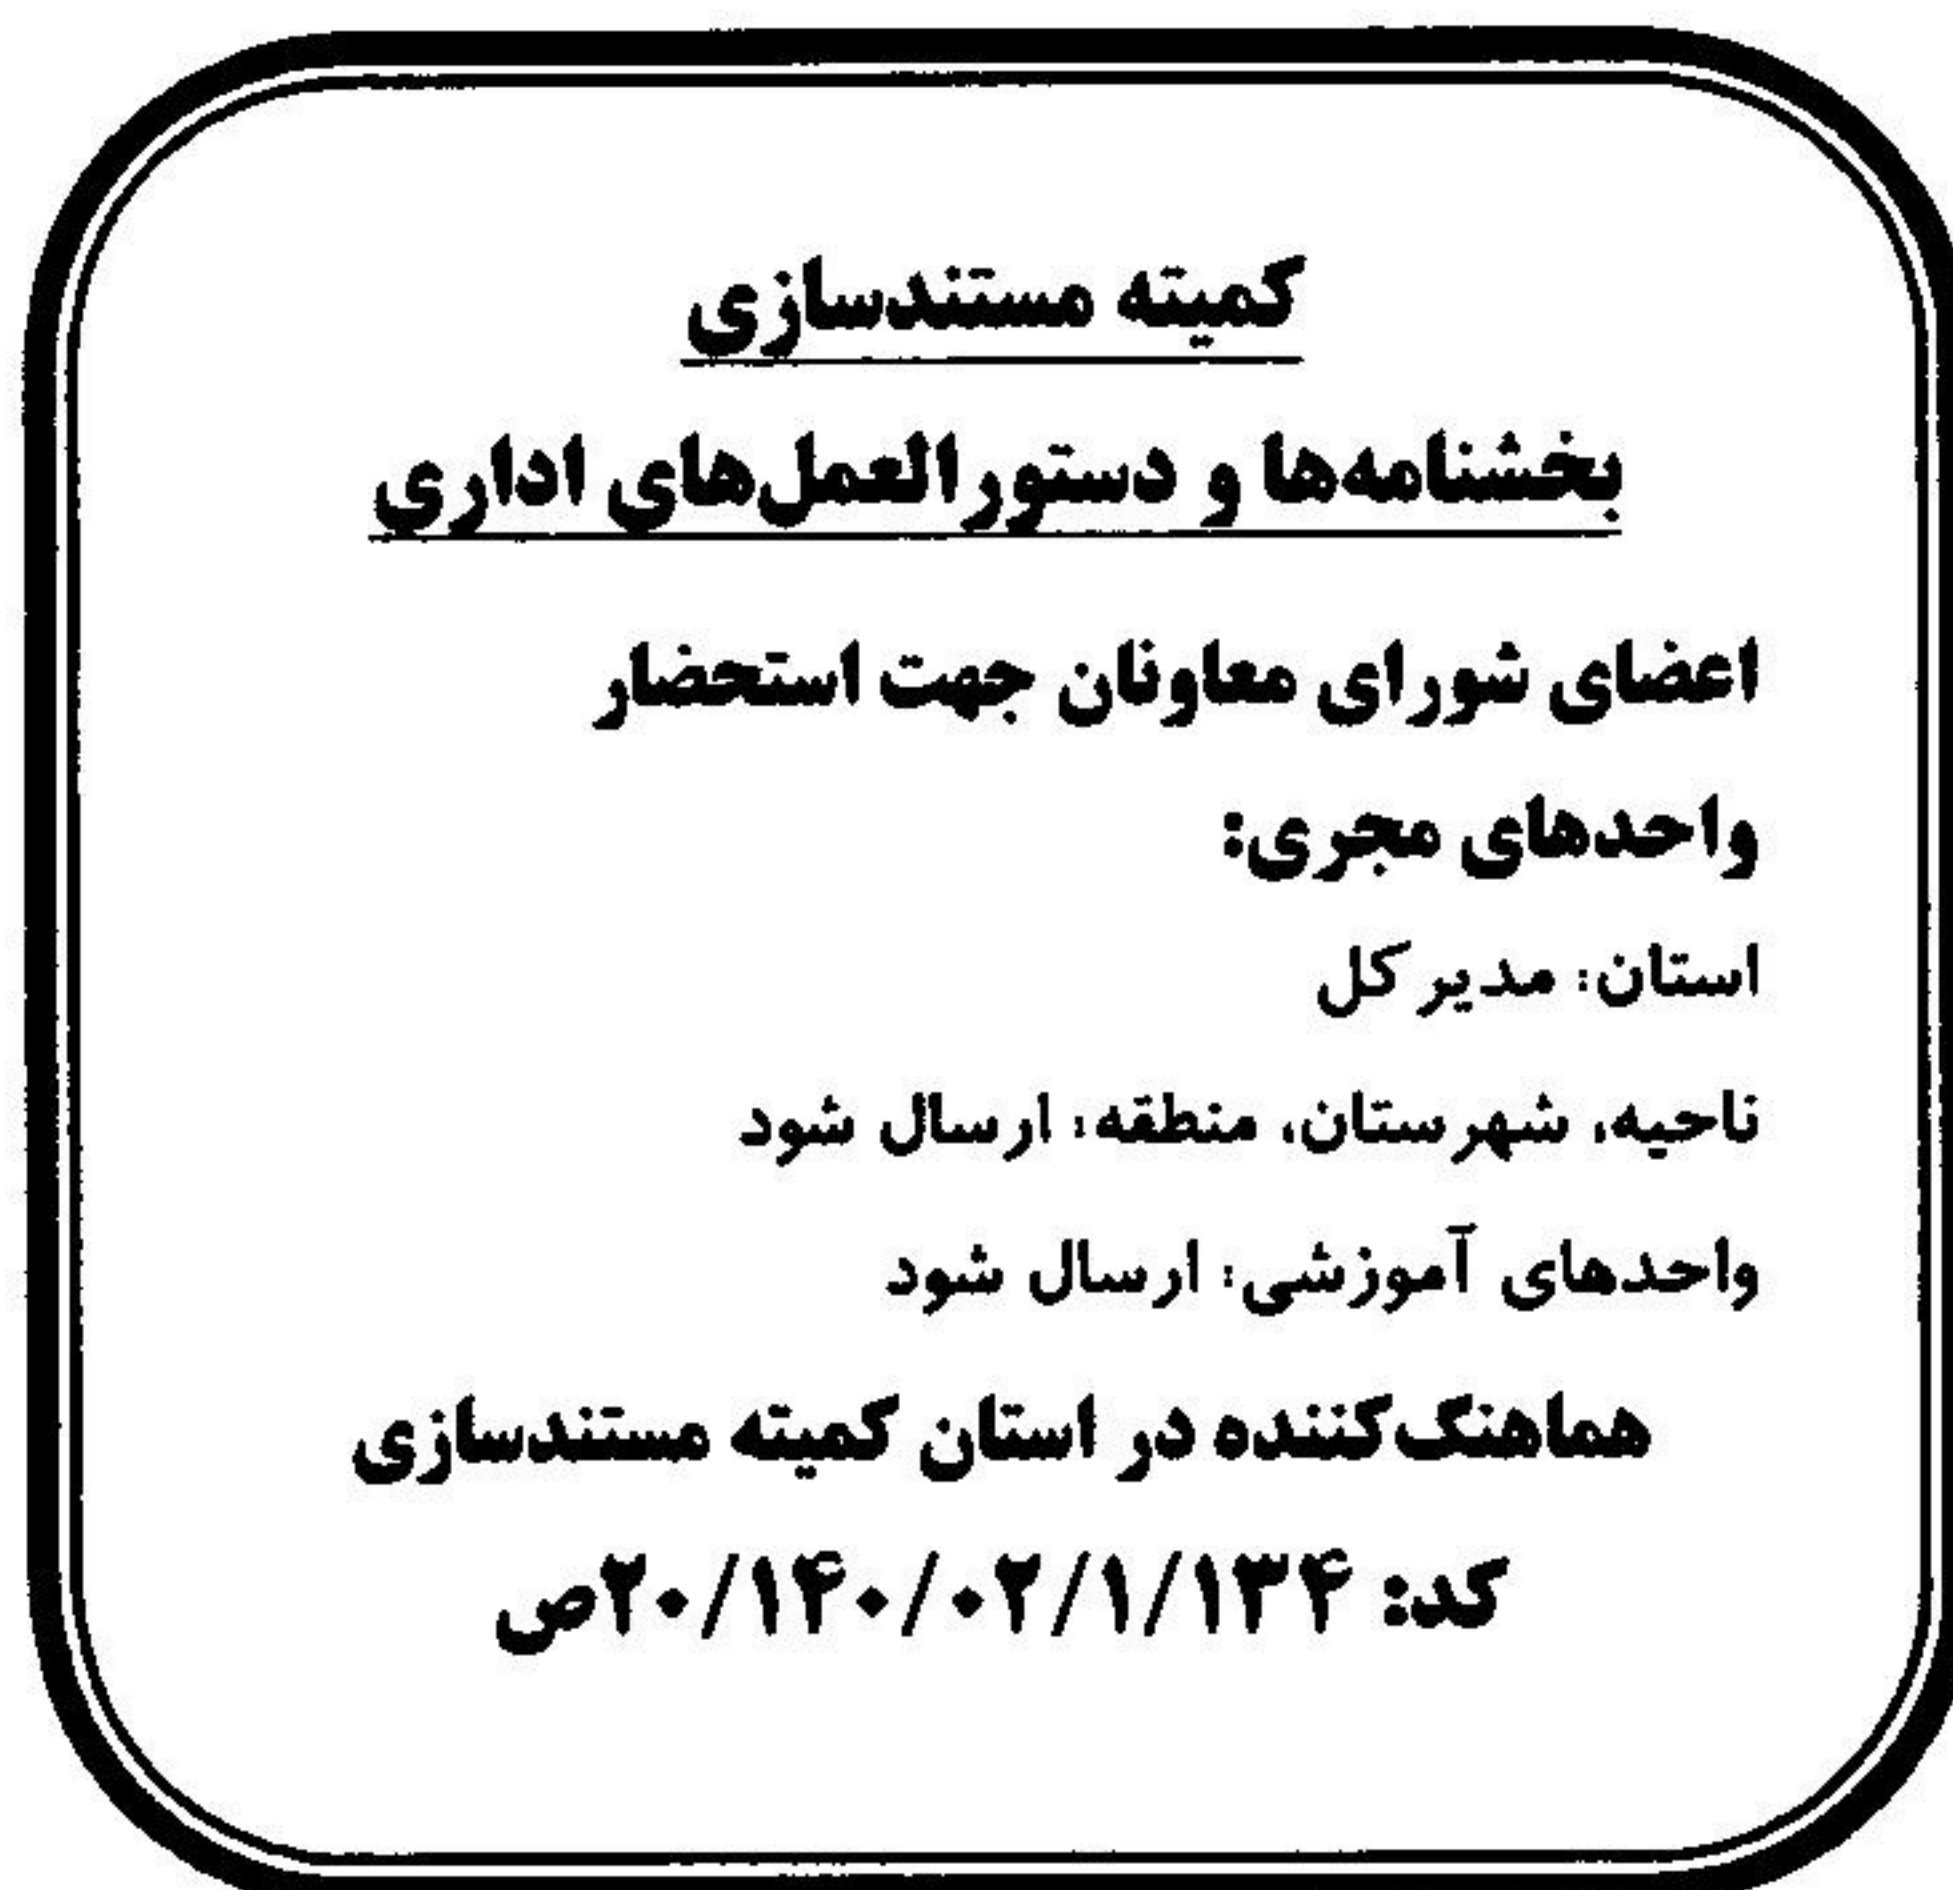 کمیته مستندسازی
بخشنامه‌ها و دستورالعمل‌های اداری
اعضای شورای معاونان جهت استحضار
واحدهای مجری:
استان: مدیر کل
ناحیه، شهرستان، منطقه: ارسال شود
واحدهای آموزشی: ارسال شود
هماهنگ‌کننده در استان کمیته مستندسازی
کد: ۲۰/۱۴۰/۰۲/۱/۱۳۴ص